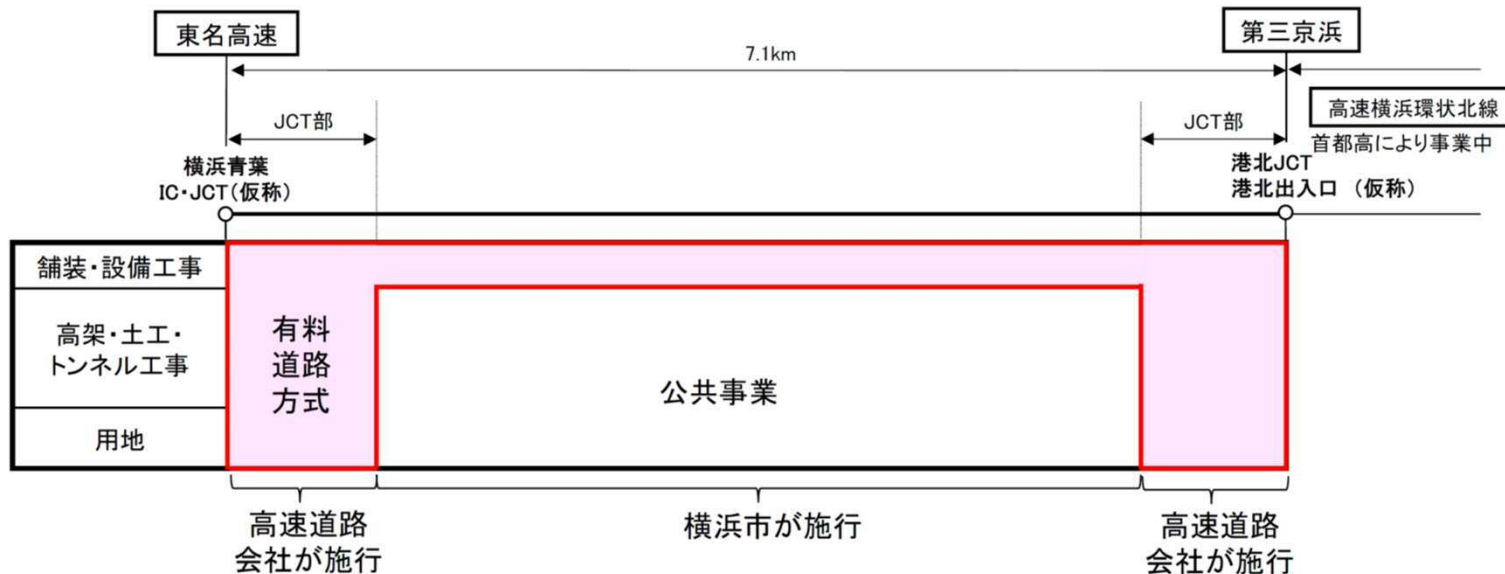 東名高速
第三京浜
7.1km
高速横浜環状北線
首都高により事業中
JCT部
JCT部
横浜青葉
IC・JCT(仮称)
港北JCT
港北出入口 (仮称)
舗装・設備工事
高架・土工・
トンネル工事
用地
有料
道路
方式
公共事業
高速道路
会社が施行
横浜市が施行
高速道路
会社が施行